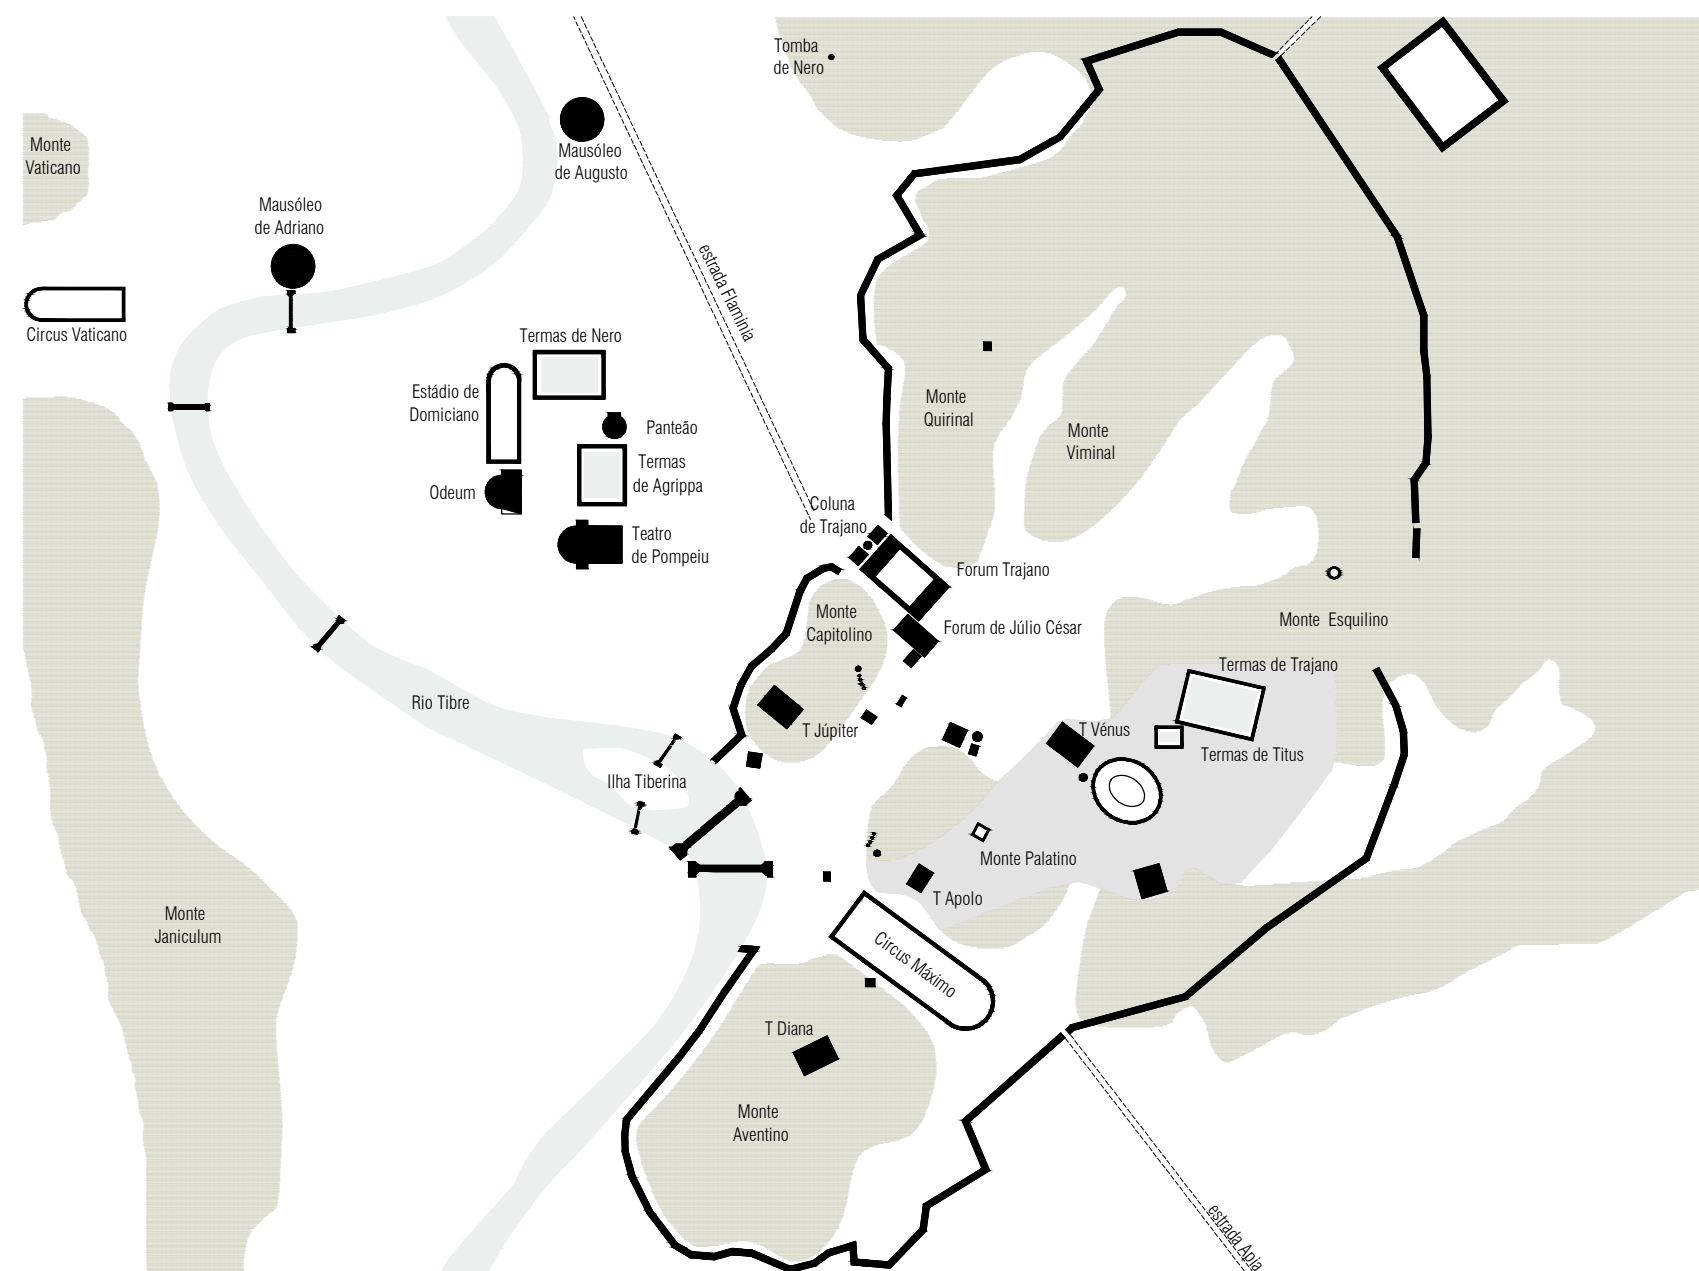 Tomba
de Nero
Monte
Vaticano
Mausóleo
de Augusto
Mausóleo
de Adriano
Circus Vaticano
estrada Flaminia
Termas de Nero
Estádio de
Domiciano
Panteão
Termas
de Agrippa
Odeum
Teatro
de Pompeiu
Monte
Quirinal
Monte
Viminal
Coluna
de Trajano
Forum Trajano
Monte
Capitolino
Forum de Júlio César
Monte Esquilino
Termas de Trajano
Rio Tibre
T Júpiter
T Vénus
Termas de Titus
Ilha Tiberina
Monte Palatino
T Apolo
Monte
Janiculum
Circus Máximo
T Diana
Monte
Aventino
estrada Apia